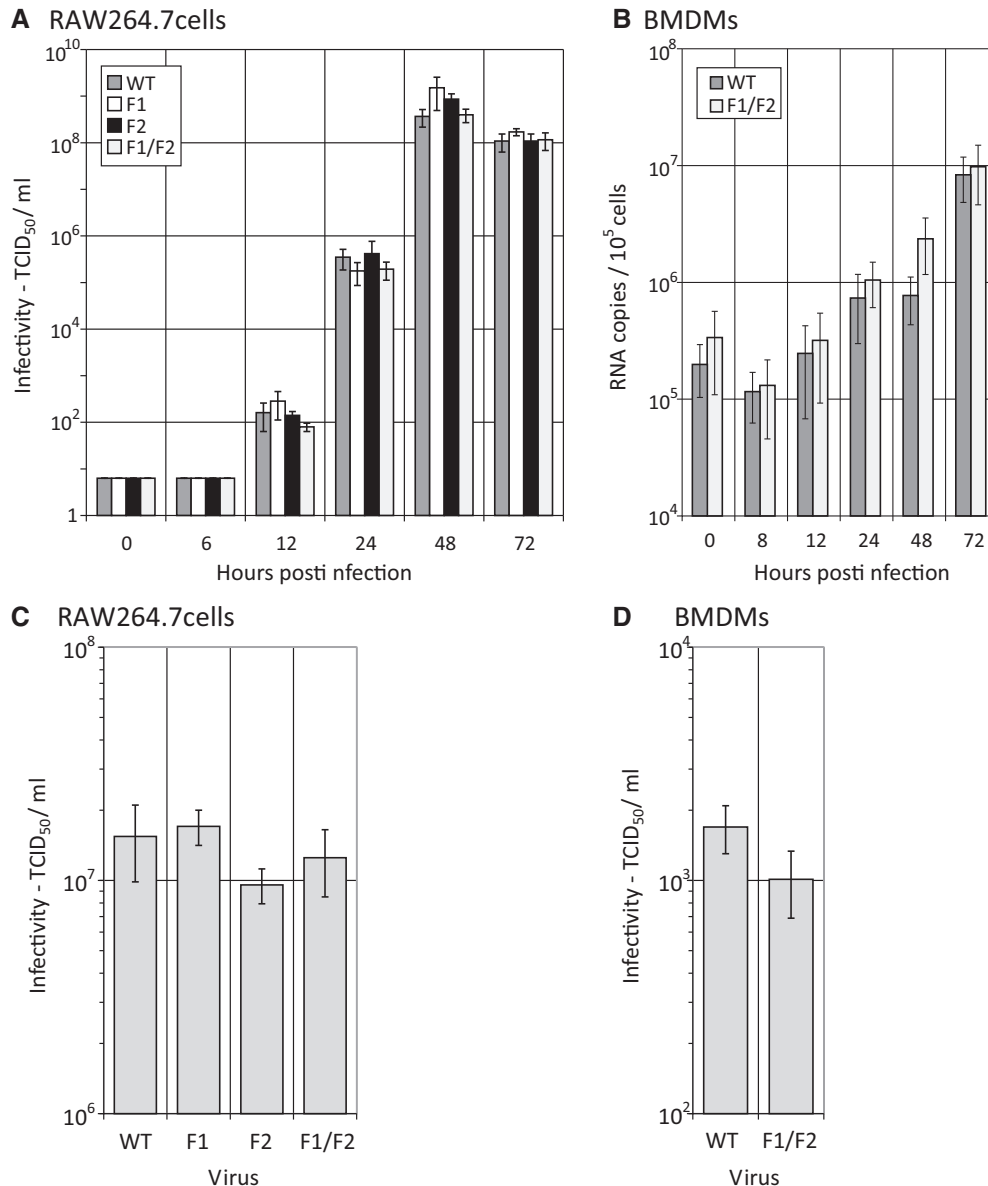 A RAW264.7cells
Infectivity - TCID50/ ml
10^10
10^8
10^6
10^4
10^2
1
WT
F1
F2
F1/F2
0 6 12 24 48 72
Hours posti nfection
B BMDMs
RNA copies / 10^5 cells
10^8
10^7
10^6
10^5
10^4
WT
F1/F2
0 8 12 24 48 72
Hours posti nfection
C RAW264.7cells
Infectivity - TCID50/ ml
10^8
10^7
10^6
WT F1 F2 F1/F2
Virus
D BMDMs
Infectivity - TCID50/ ml
10^4
10^3
10^2
WT F1/F2
Virus